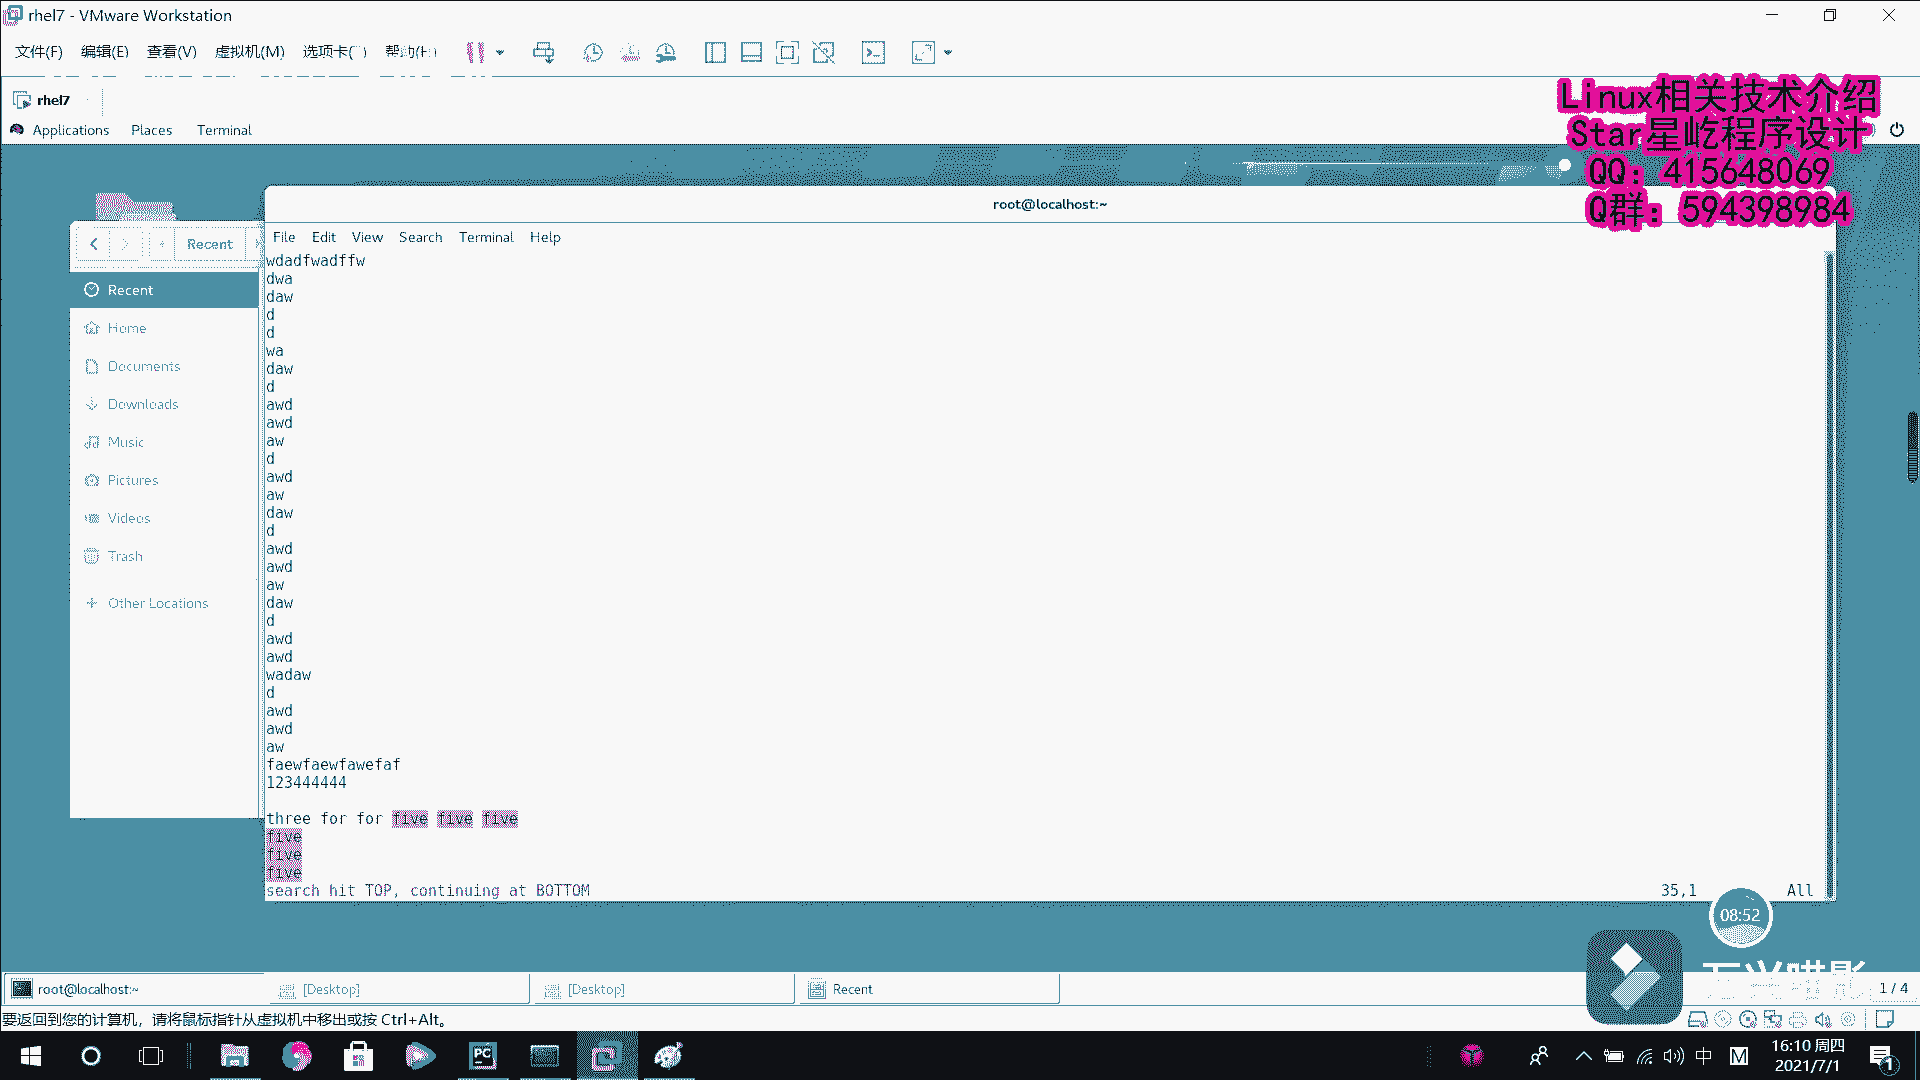 rhel7 - VMware Workstation
文件(F) 编辑(E) 查看(V) 虚拟机(M) 选项卡(T) 帮助(H)
rhel7
Linux相关技术介绍
Applications Places Terminal
Star星屹程序设计
QQ：415648069
Q群：594398984
root@localhost:~
File Edit View Search Terminal Help
Recent
Recent
Home
Documents
Downloads
Music
Pictures
Videos
Trash
Other Locations
wdadfwadffw
dwa
daw
d
d
wa
daw
d
awd
awd
aw
d
awd
aw
daw
d
awd
awd
aw
daw
d
awd
awd
wadaw
d
awd
awd
aw
faewfaewfawefaf
123444444
three for for five five five
five
five
five
search hit TOP, continuing at BOTTOM 35,1 All
08:52
万兴喵影
root@localhost:~ [Desktop] [Desktop] Recent 1 / 4
要返回到您的计算机，请将鼠标指针从虚拟机中移出或按 Ctrl+Alt。
PC
中 M
16:10 周四
2021/7/1
1